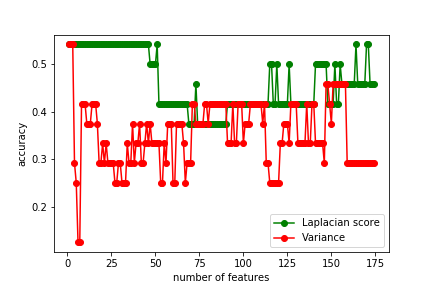 0.5
0.4
0.3
0.2
accuracy
0 25 50 75 100 125 150 175
number of features
Laplacian score
Variance